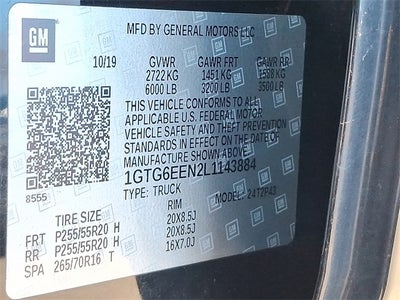 GM
MFD BY GENERAL MOTORS LLC
10/19 GVWR GAWR FRT GAWR RR
2722 KG 1451 KG 1588 KG
6000 LB 3200 LB 3500 LB
THIS VEHICLE CONFORMS TO ALL
APPLICABLE U.S. FEDERAL MOTOR
VEHICLE SAFETY AND THEFT PREVENTION
STANDARDS IN EFFECT ON THE DATE OF
MANUFACTURE SHOWN ABOVE.
1GTG6EEN2L1143884
8555 TYPE: TRUCK MODEL: 24T2P43
TIRE SIZE RIM
FRT P255/55R20 H 20X8.5J
RR P255/55R20 H 20X8.5J
SPA 265/70R16 T 16X7.0J